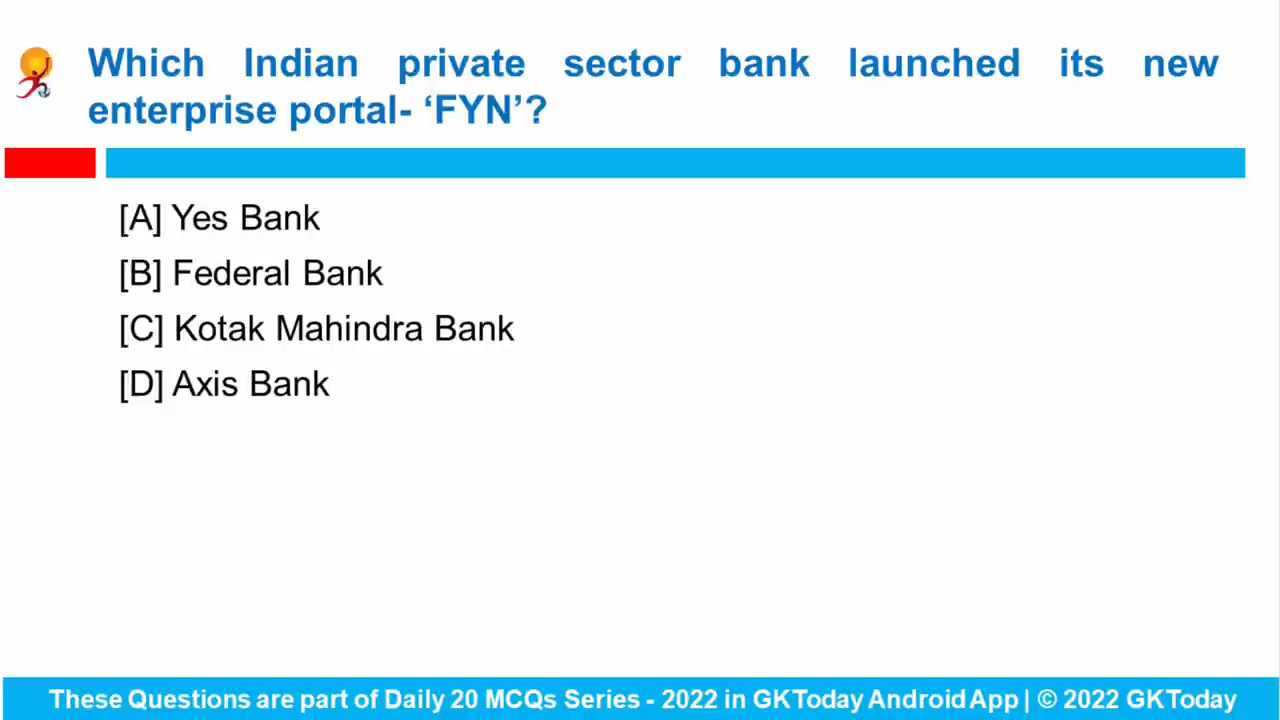 Which Indian private sector bank launched its new
enterprise portal- ‘FYN’?
[A] Yes Bank
[B] Federal Bank
[C] Kotak Mahindra Bank
[D] Axis Bank
These Questions are part of Daily 20 MCQs Series - 2022 in GKToday Android App | © 2022 GKToday